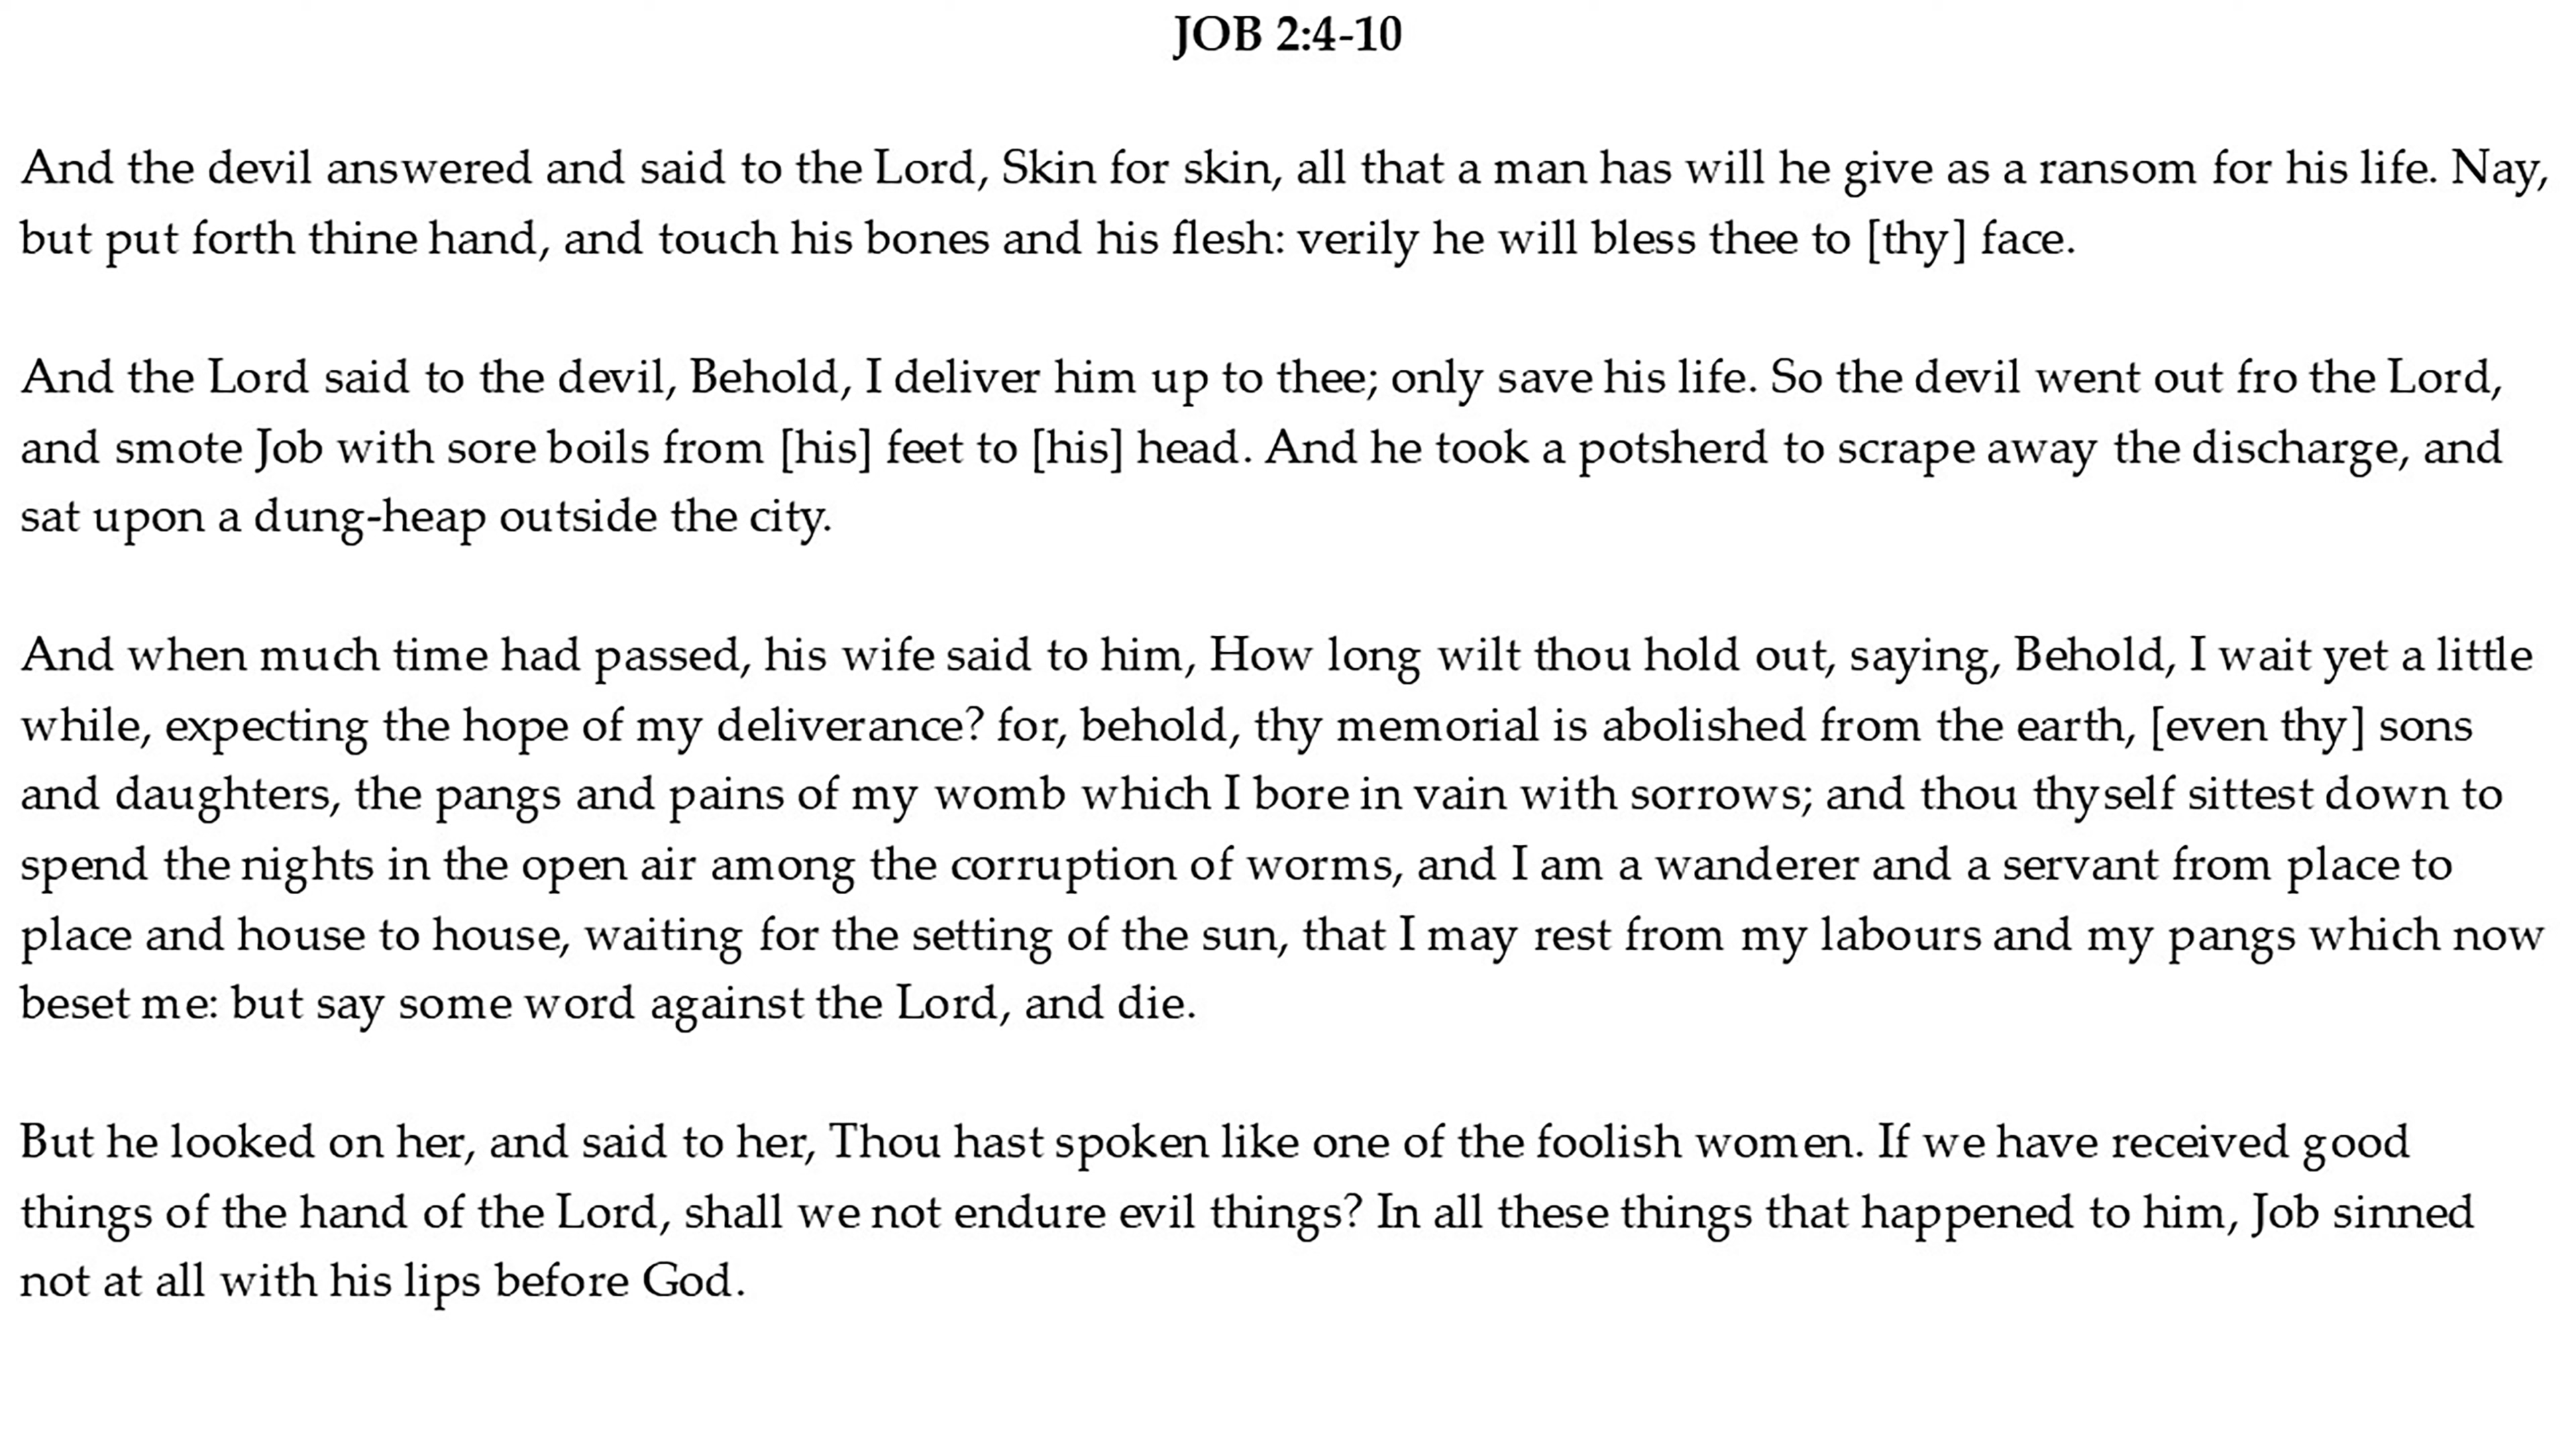 JOB 2:4-10
And the devil answered and said to the Lord, Skin for skin, all that a man has will he give as a ransom for his life. Nay,
but put forth thine hand, and touch his bones and his flesh: verily he will bless thee to [thy] face.
And the Lord said to the devil, Behold, I deliver him up to thee; only save his life. So the devil went out fro the Lord,
and smote Job with sore boils from [his] feet to [his] head. And he took a potsherd to scrape away the discharge, and
sat upon a dung-heap outside the city.
And when much time had passed, his wife said to him, How long wilt thou hold out, saying, Behold, I wait yet a little
while, expecting the hope of my deliverance? for, behold, thy memorial is abolished from the earth, [even thy] sons
and daughters, the pangs and pains of my womb which I bore in vain with sorrows; and thou thyself sittest down to
spend the nights in the open air among the corruption of worms, and I am a wanderer and a servant from place to
place and house to house, waiting for the setting of the sun, that I may rest from my labours and my pangs which now
beset me: but say some word against the Lord, and die.
But he looked on her, and said to her, Thou hast spoken like one of the foolish women. If we have received good
things of the hand of the Lord, shall we not endure evil things? In all these things that happened to him, Job sinned
not at all with his lips before God.